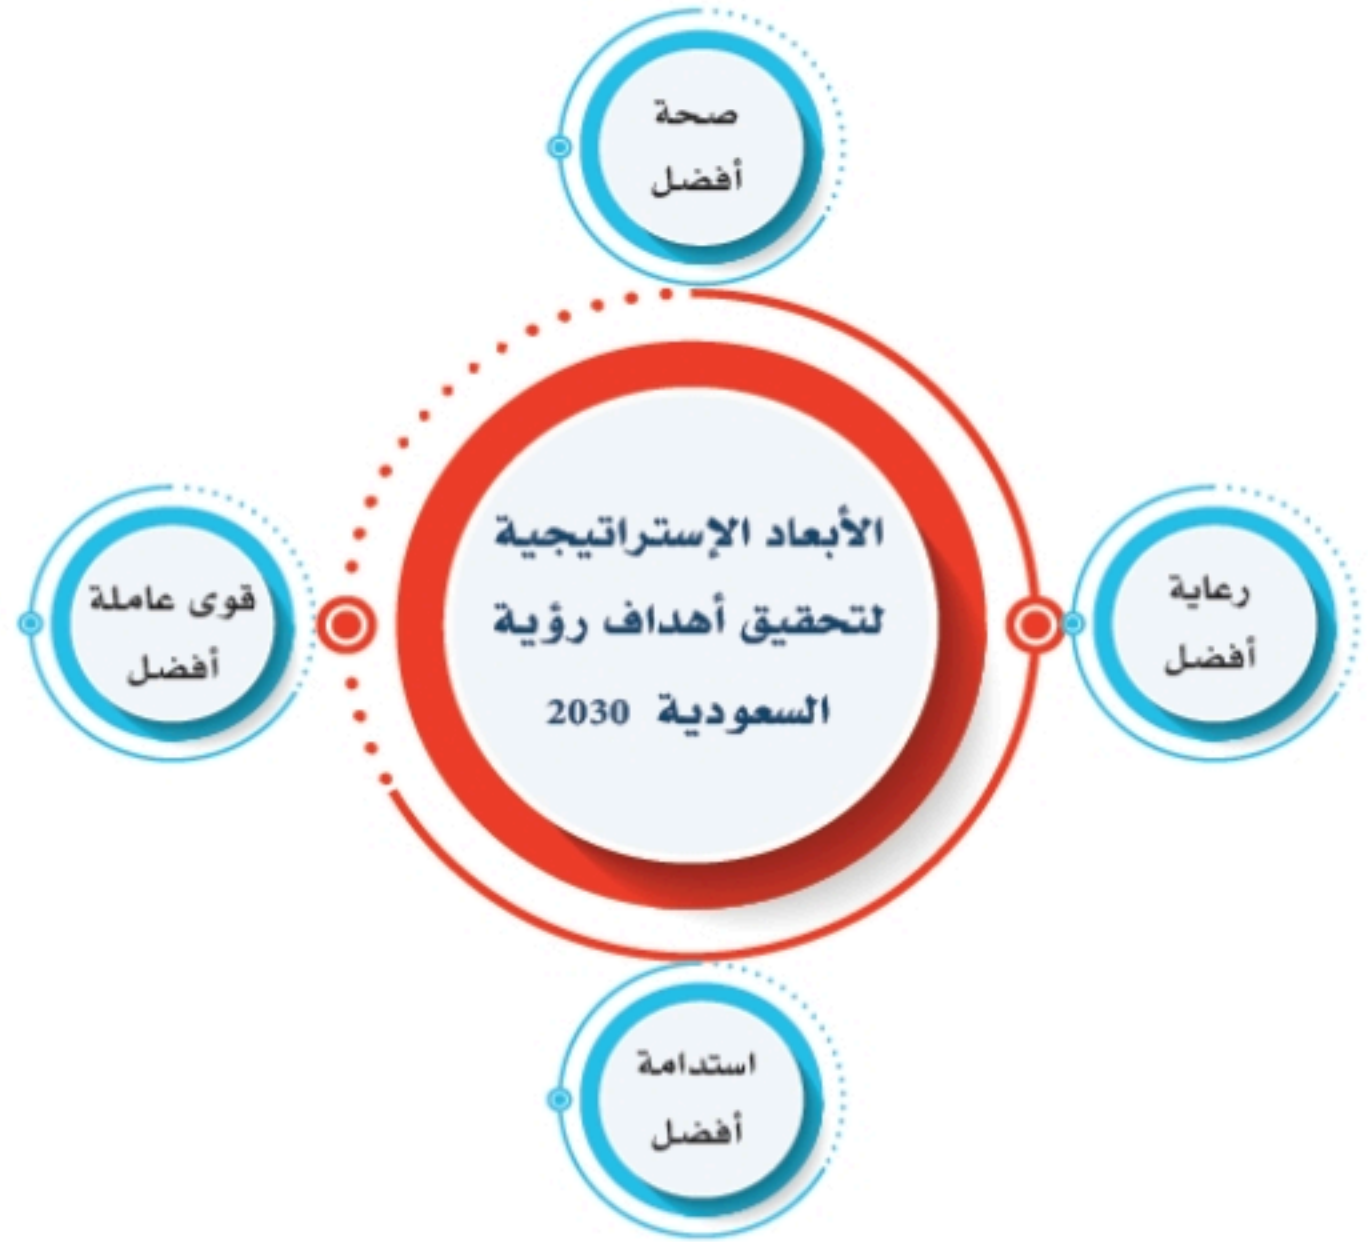 صحة
أفضل
الأبعاد الإستراتيجية
لتحقيق أهداف رؤية
السعودية 2030
رعاية
أفضل
قوى عاملة
أفضل
استدامة
أفضل